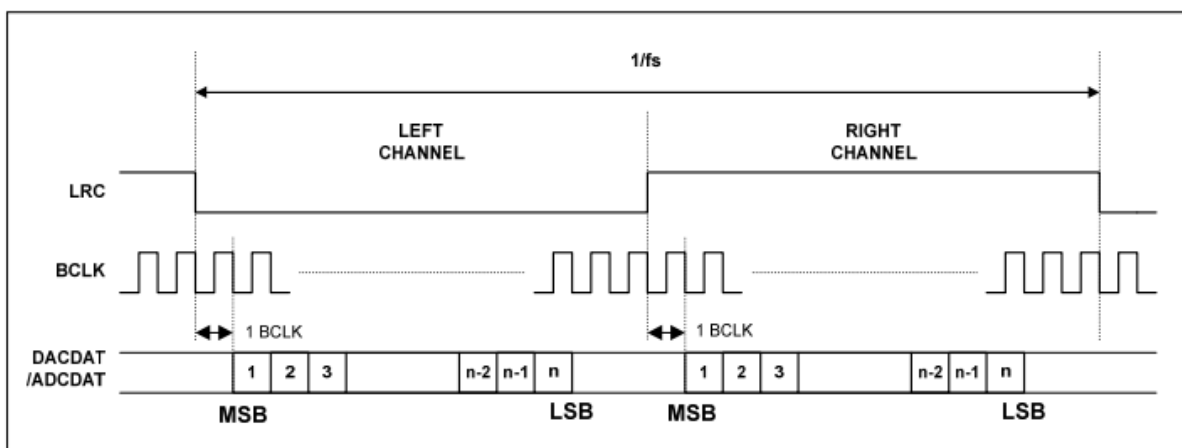 1/fs
LEFT
CHANNEL
RIGHT
CHANNEL
LRC
BCLK
1 BCLK
1 BCLK
DACDAT
/ADCDAT
1 2 3 n-2 n-1 n 1 2 3 n-2 n-1 n
MSB LSB MSB LSB